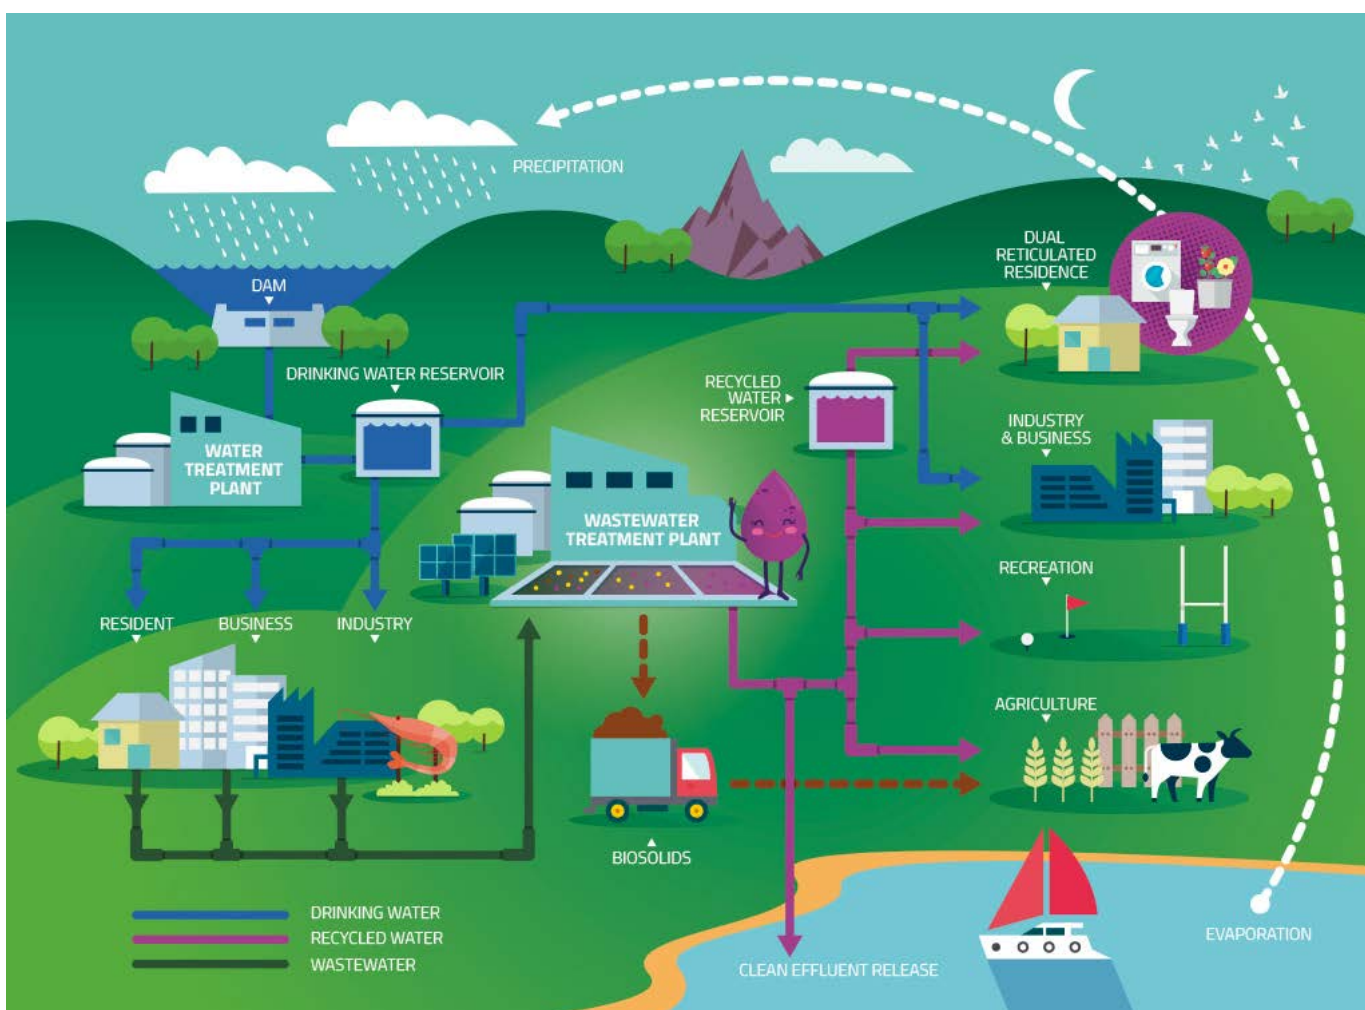 PRECIPITATION
DAM
DUAL
RETICULATED
RESIDENCE
DRINKING WATER RESERVOIR
RECYCLED
WATER
RESERVOIR
WATER
TREATMENT
PLANT
INDUSTRY
& BUSINESS
WASTEWATER
TREATMENT PLANT
RECREATION
RESIDENT
BUSINESS
INDUSTRY
AGRICULTURE
BIOSOLIDS
DRINKING WATER
RECYCLED WATER
WASTEWATER
CLEAN EFFLUENT RELEASE
EVAPORATION